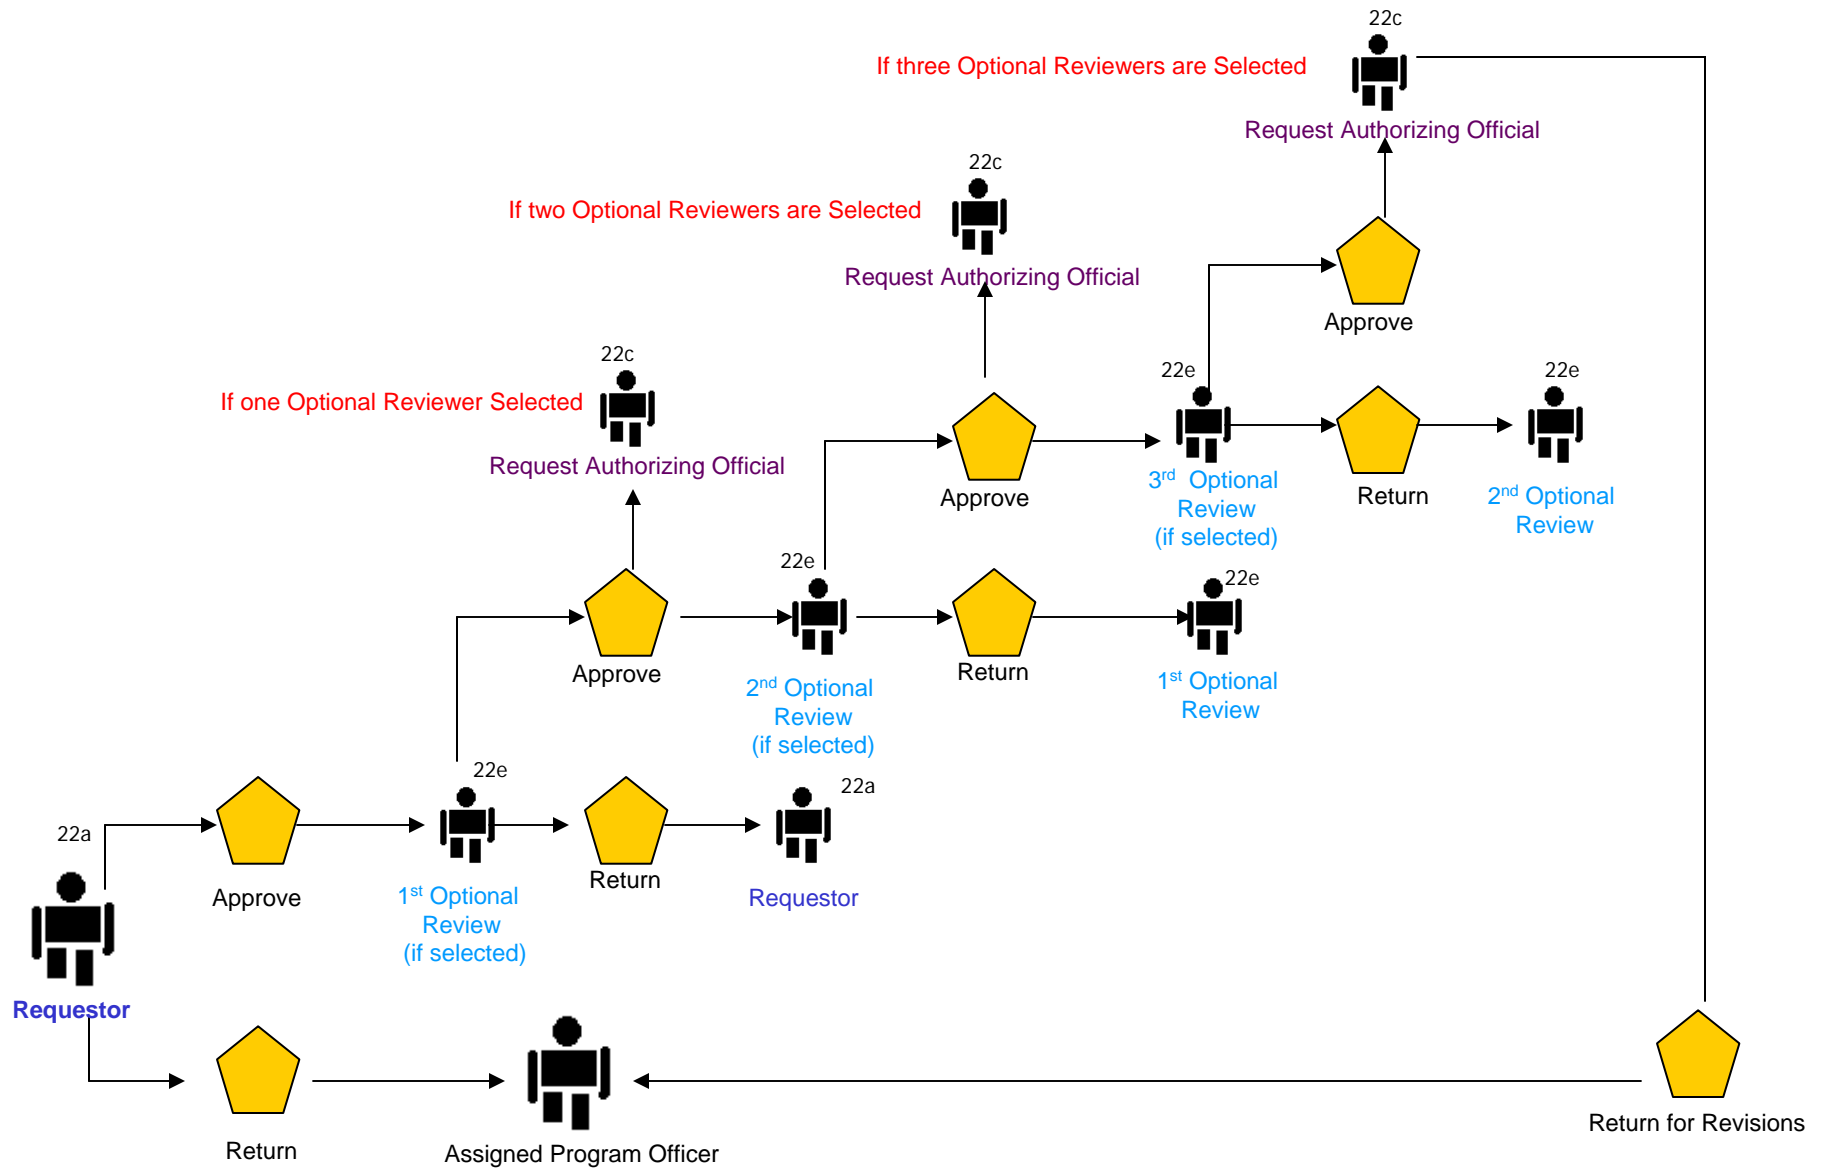 22c
If three Optional Reviewers are Selected
Request Authorizing Official
22c
If two Optional Reviewers are Selected
Request Authorizing Official
Approve
22c
If one Optional Reviewer Selected
Request Authorizing Official
22e
22e
Approve
3rd Optional
Review
(if selected)
Return
2nd Optional
Review
22e
22e
Approve
2nd Optional
Review
(if selected)
Return
1st Optional
Review
22e
22a
22a
Approve
1st Optional
Review
(if selected)
Return
Requestor
Requestor
Return
Assigned Program Officer
Return for Revisions